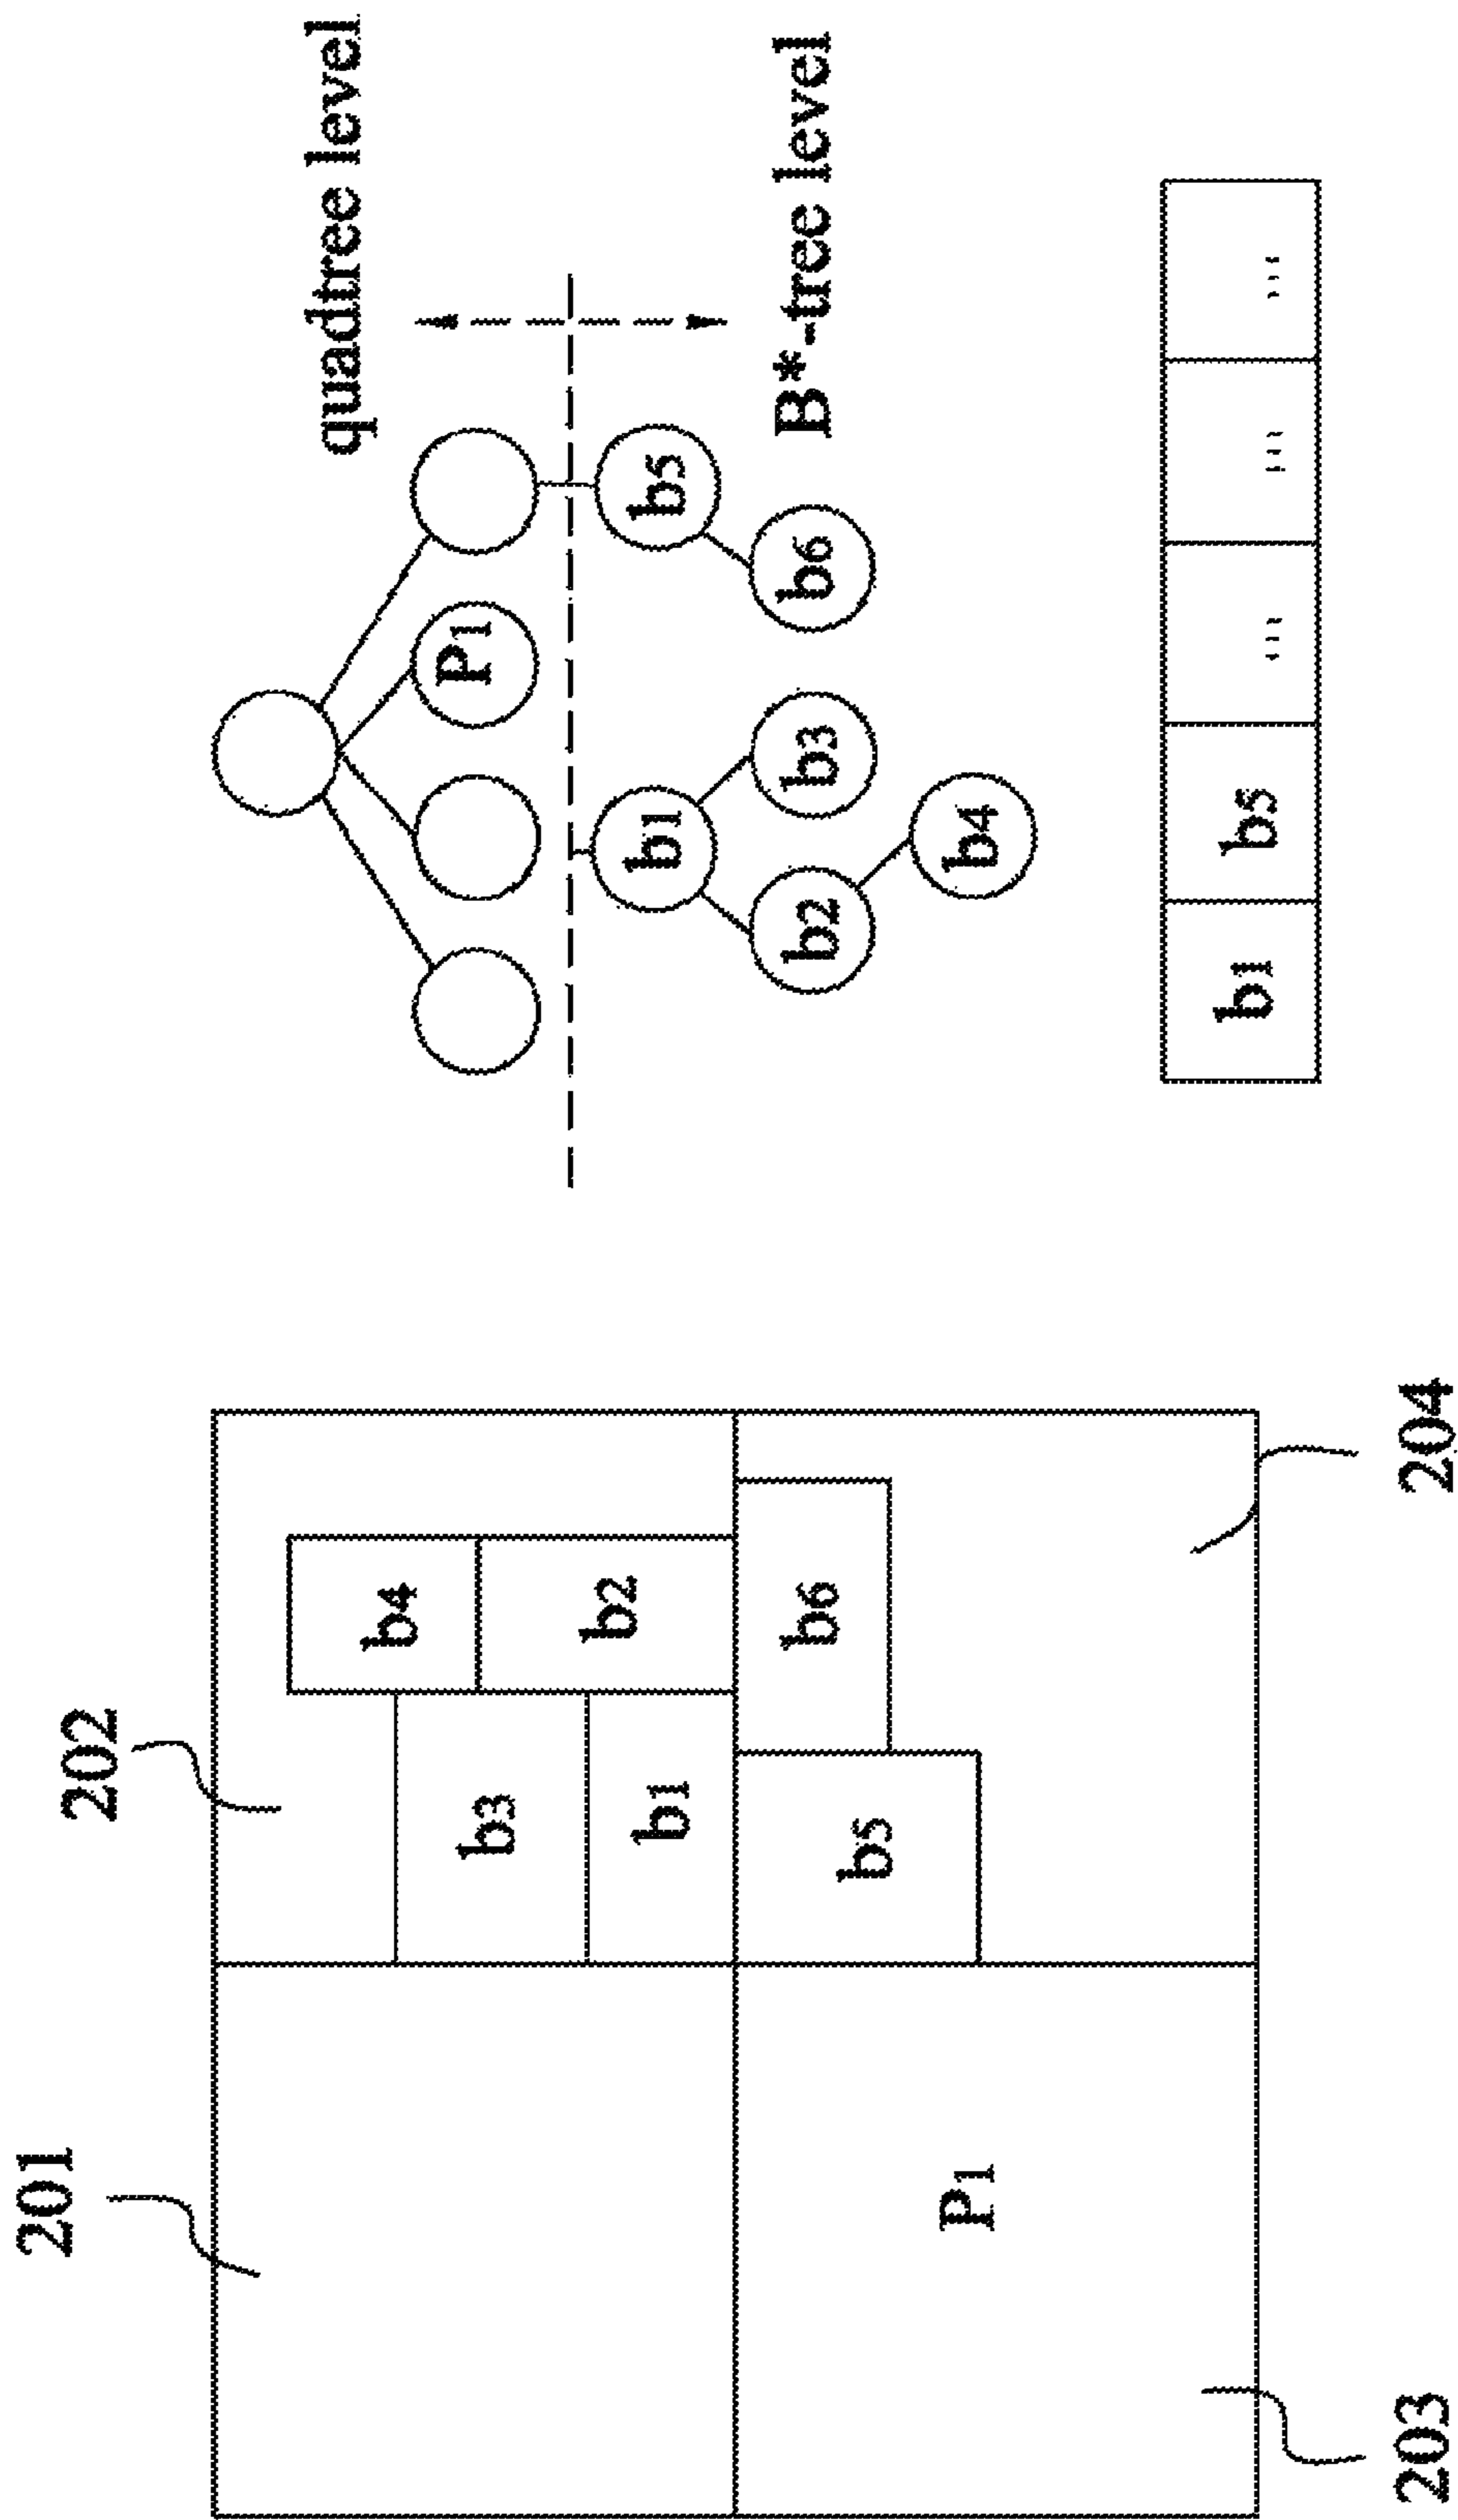 201
202
b4
b3
b2
b1
b6
b5
P1
203
204
quadtree level
P1
b1
b5
b2
b3
b6
B*-tree level
b4
b1 b5 ... ... ...